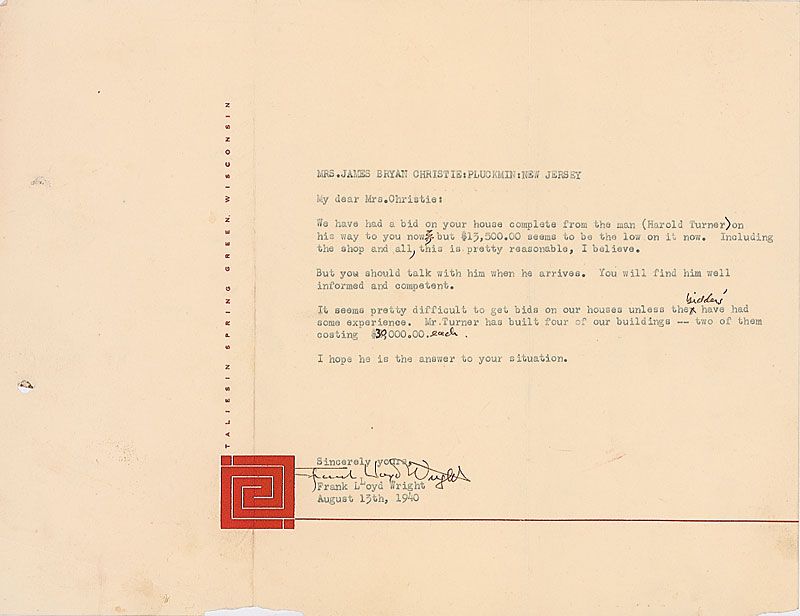 TALIESIN SPRING GREEN WISCONSIN
MRS.JAMES BRYAN CHRISTIE:PLUCKMIN:NEW JERSEY
My dear Mrs.Christie:
We have had a bid on your house complete from the man (Harold Turner)on
his way to you now, but $13,500.00 seems to be the low on it now. Including
the shop and all, this is pretty reasonable, I believe.
But you should talk with him when he arrives. You will find him well
informed and competent.
bidders
It seems pretty difficult to get bids on our houses unless the have had
some experience. Mr.Turner has built four of our buildings -- two of them
costing $39,000.00 each.
I hope he is the answer to your situation.
Sincerely yours,
Frank Lloyd Wright
Frank Lloyd Wright
August 13th, 1940